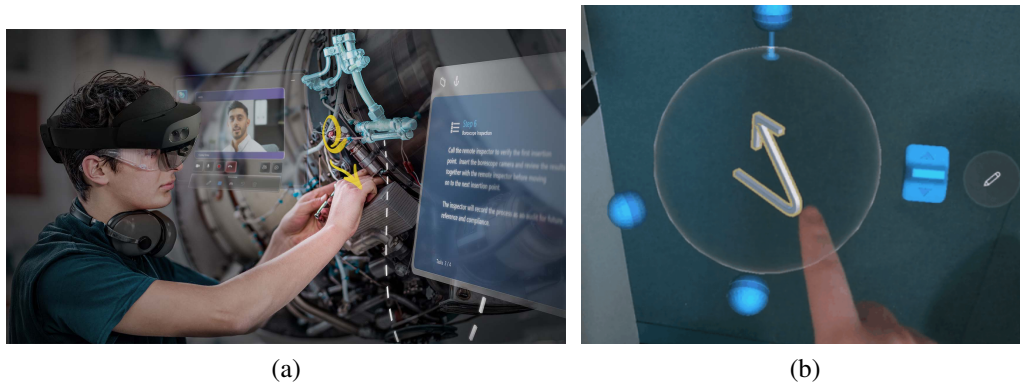 Step 6
Borescope Inspection
Call the remote inspector to verify the first insertion
point. Insert the borescope camera and review the results
together with the remote inspector before moving
on to the next insertion point.
The inspector will record the process as an for future
reference and compliance.
(a)
(b)